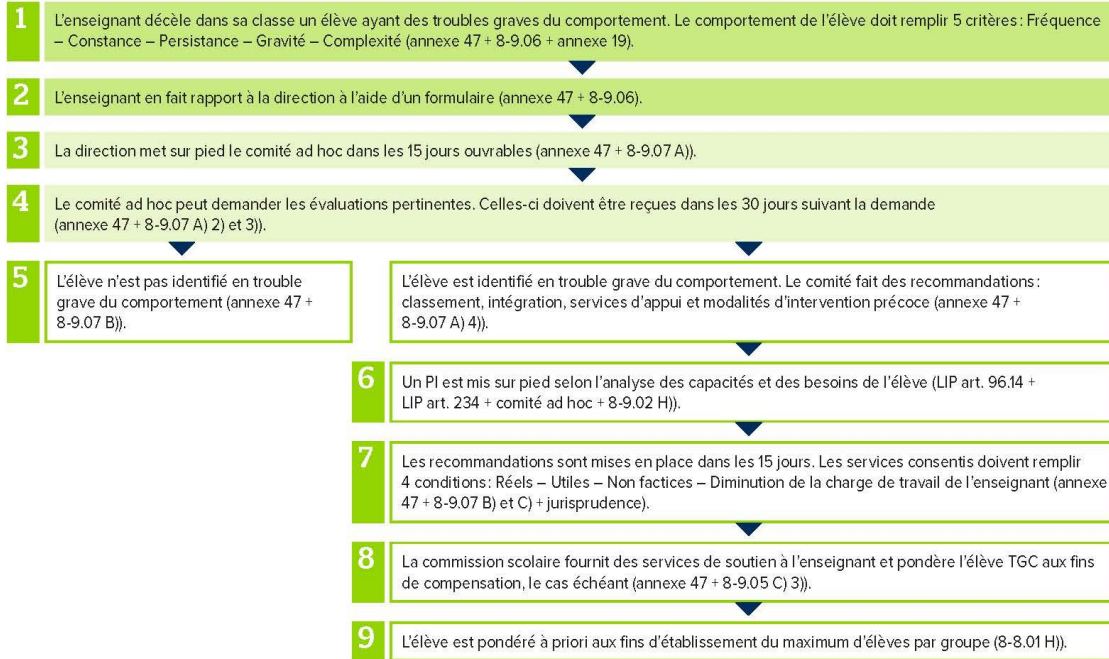 1
L'enseignant décèle dans sa classe un élève ayant des troubles graves du comportement. Le comportement de l'élève doit remplir 5 critères : Fréquence
– Constance – Persistance – Gravité – Complexité (annexe 47 + 8-9.06 + annexe 19).
2
L'enseignant en fait rapport à la direction à l'aide d'un formulaire (annexe 47 + 8-9.06).
3
La direction met sur pied le comité ad hoc dans les 15 jours ouvrables (annexe 47 + 8-9.07 A)).
4
Le comité ad hoc peut demander les évaluations pertinentes. Celles-ci doivent être reçues dans les 30 jours suivant la demande
(annexe 47 + 8-9.07 A) 2) et 3)).
5
L'élève n'est pas identifié en trouble
grave du comportement (annexe 47 +
8-9.07 B)).
L'élève est identifié en trouble grave du comportement. Le comité fait des recommandations :
classement, intégration, services d'appui et modalités d'intervention précoce (annexe 47 +
8-9.07 A) 4)).
6
Un PI est mis sur pied selon l'analyse des capacités et des besoins de l'élève (LIP art. 96.14 +
LIP art. 234 + comité ad hoc + 8-9.02 H)).
7
Les recommandations sont mises en place dans les 15 jours. Les services consentis doivent remplir
4 conditions : Réels – Utiles – Non factices – Diminution de la charge de travail de l'enseignant (annexe
47 + 8-9.07 B) et C) + jurisprudence).
8
La commission scolaire fournit des services de soutien à l'enseignant et pondère l'élève TGC aux fins
de compensation, le cas échéant (annexe 47 + 8-9.05 C) 3)).
9
L'élève est pondéré à priori aux fins d'établissement du maximum d'élèves par groupe (8-8.01 H)).